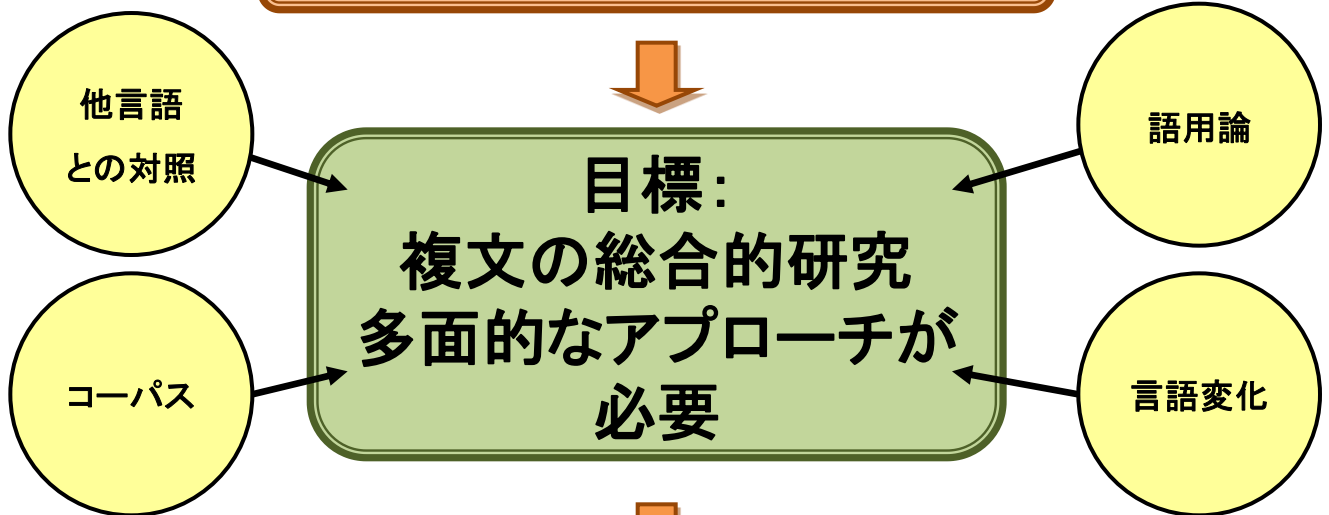 他言語
との対照
語用論
目標：
複文の総合的研究
多面的なアプローチが
必要
コーパス
言語変化